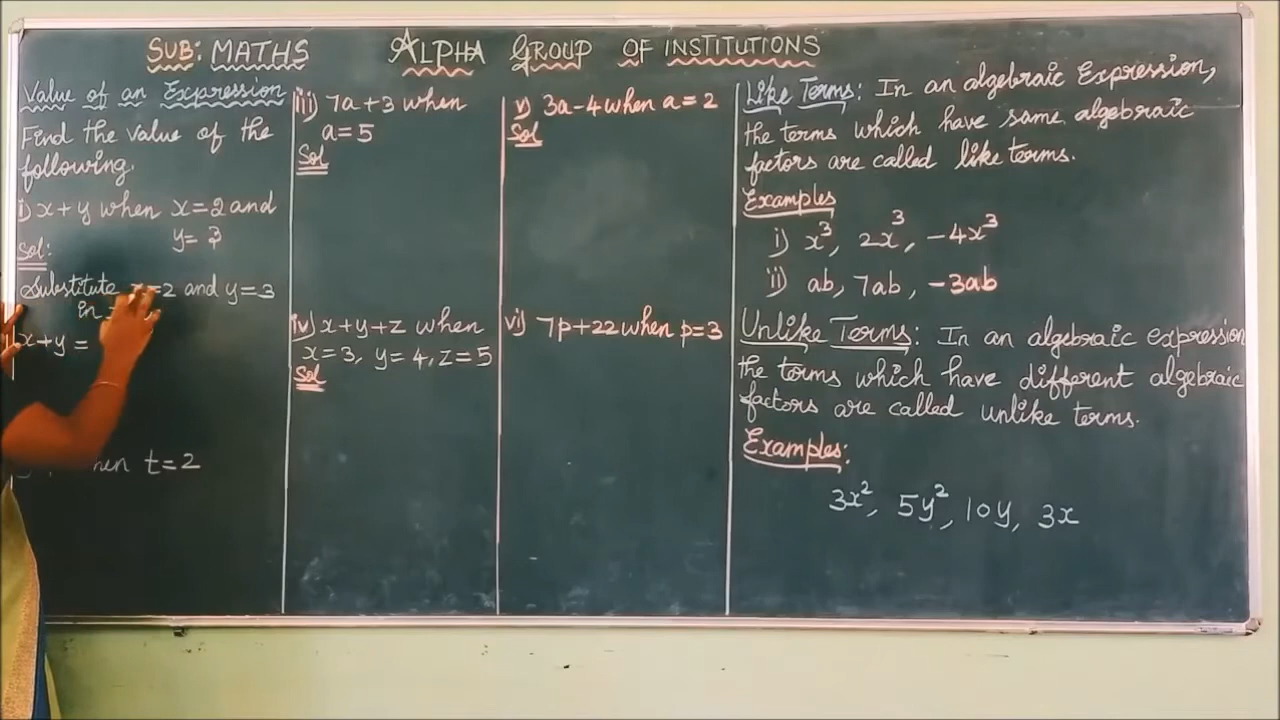 SUB: MATHS ALPHA GROUP OF INSTITUTIONS
Value of an Expression
Find the value of the
following.
i) x+y when x=2 and
y= 3
Sol:
Substitute =2 and y=3
in
x+y =
t=2
iii) 7a+3 when
a=5
Sol
iv) x+y+z when
x=3, y=4, z=5
Sol
v) 3a-4 when a=2
Sol
vi) 7p+22 when p=3
Like Terms: In an algebraic Expression,
the terms which have same algebraic
factors are called like terms.
Examples
i) x³, 2x³, -4x³
ii) ab, 7ab, -3ab
Unlike Terms: In an algebraic expression
the terms which have different algebraic
factors are called unlike terms.
Examples:
3x², 5y², 10y, 3x